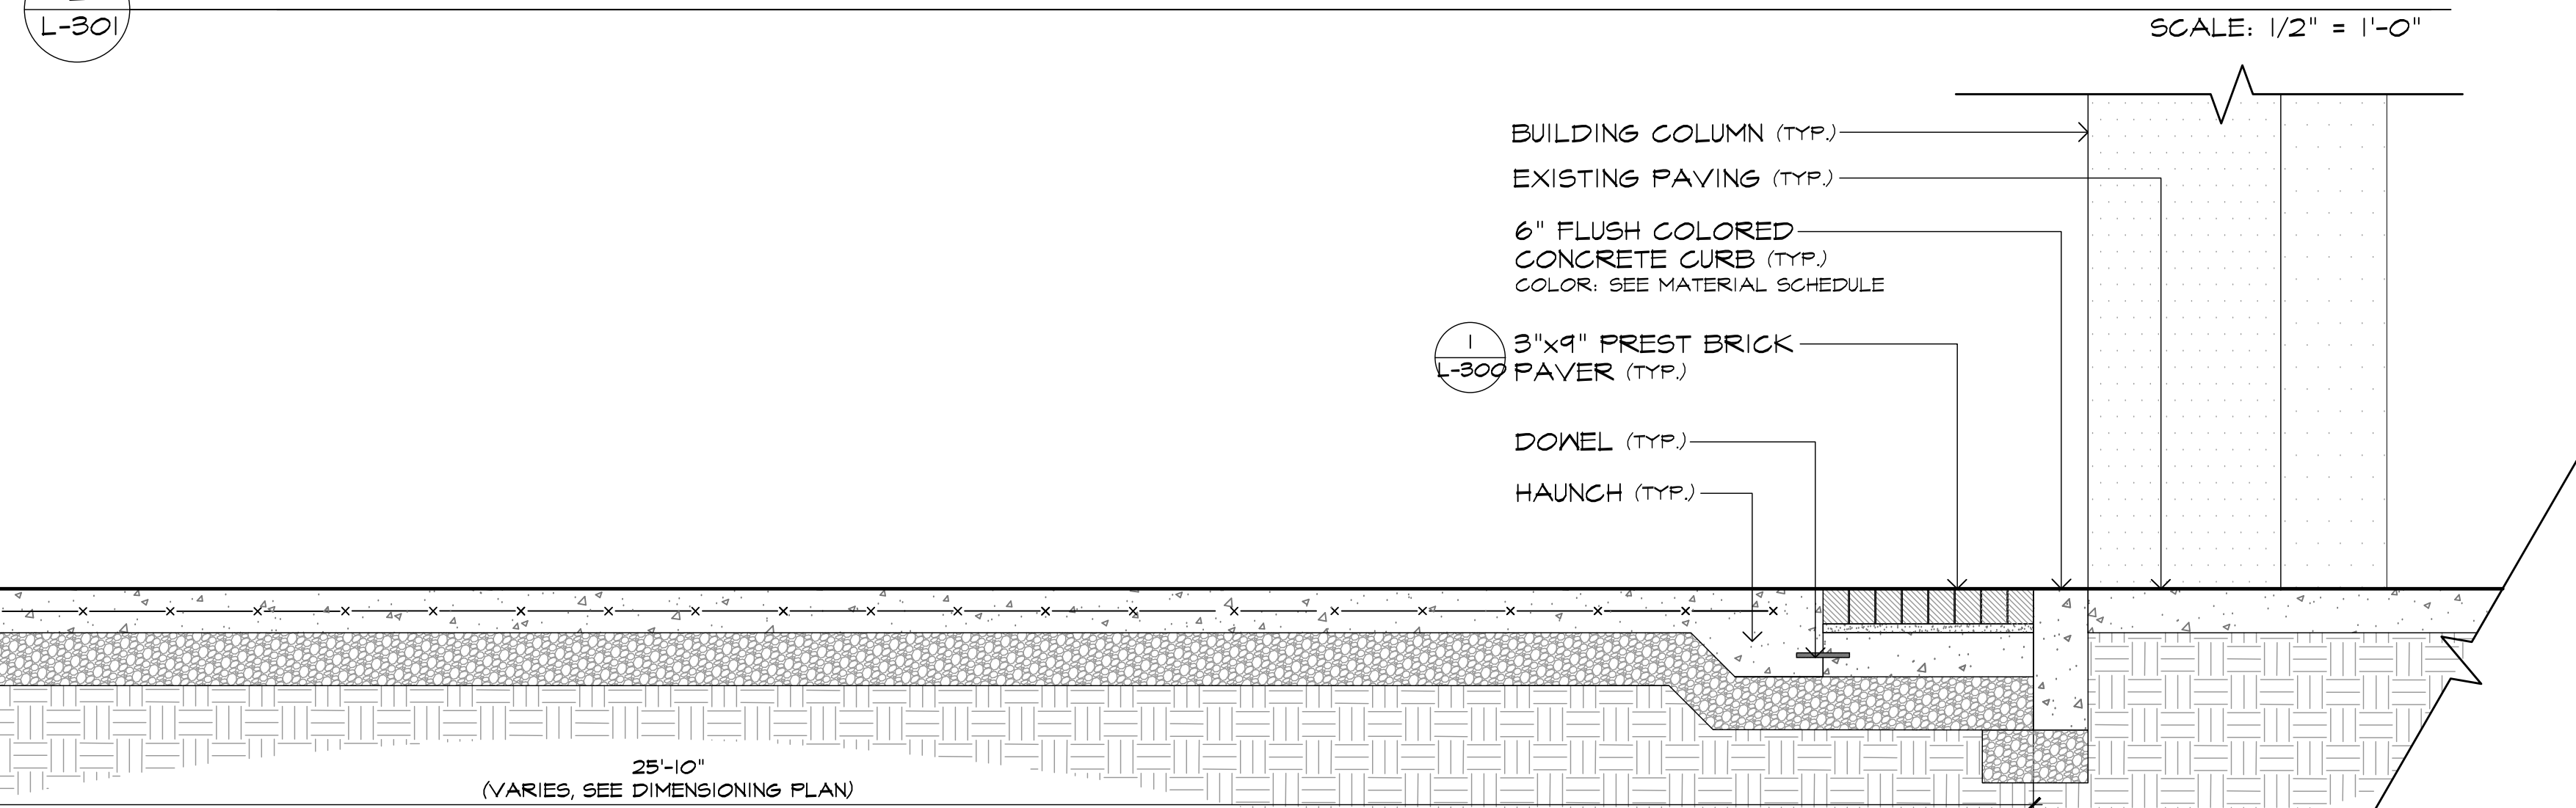 L-301
SCALE: 1/2" = 1'-0"
BUILDING COLUMN (TYP.)
EXISTING PAVING (TYP.)
6" FLUSH COLORED
CONCRETE CURB (TYP.)
COLOR: SEE MATERIAL SCHEDULE
1
L-300
3"x9" PREST BRICK
PAVER (TYP.)
DOWEL (TYP.)
HAUNCH (TYP.)
25'-10"
(VARIES, SEE DIMENSIONING PLAN)